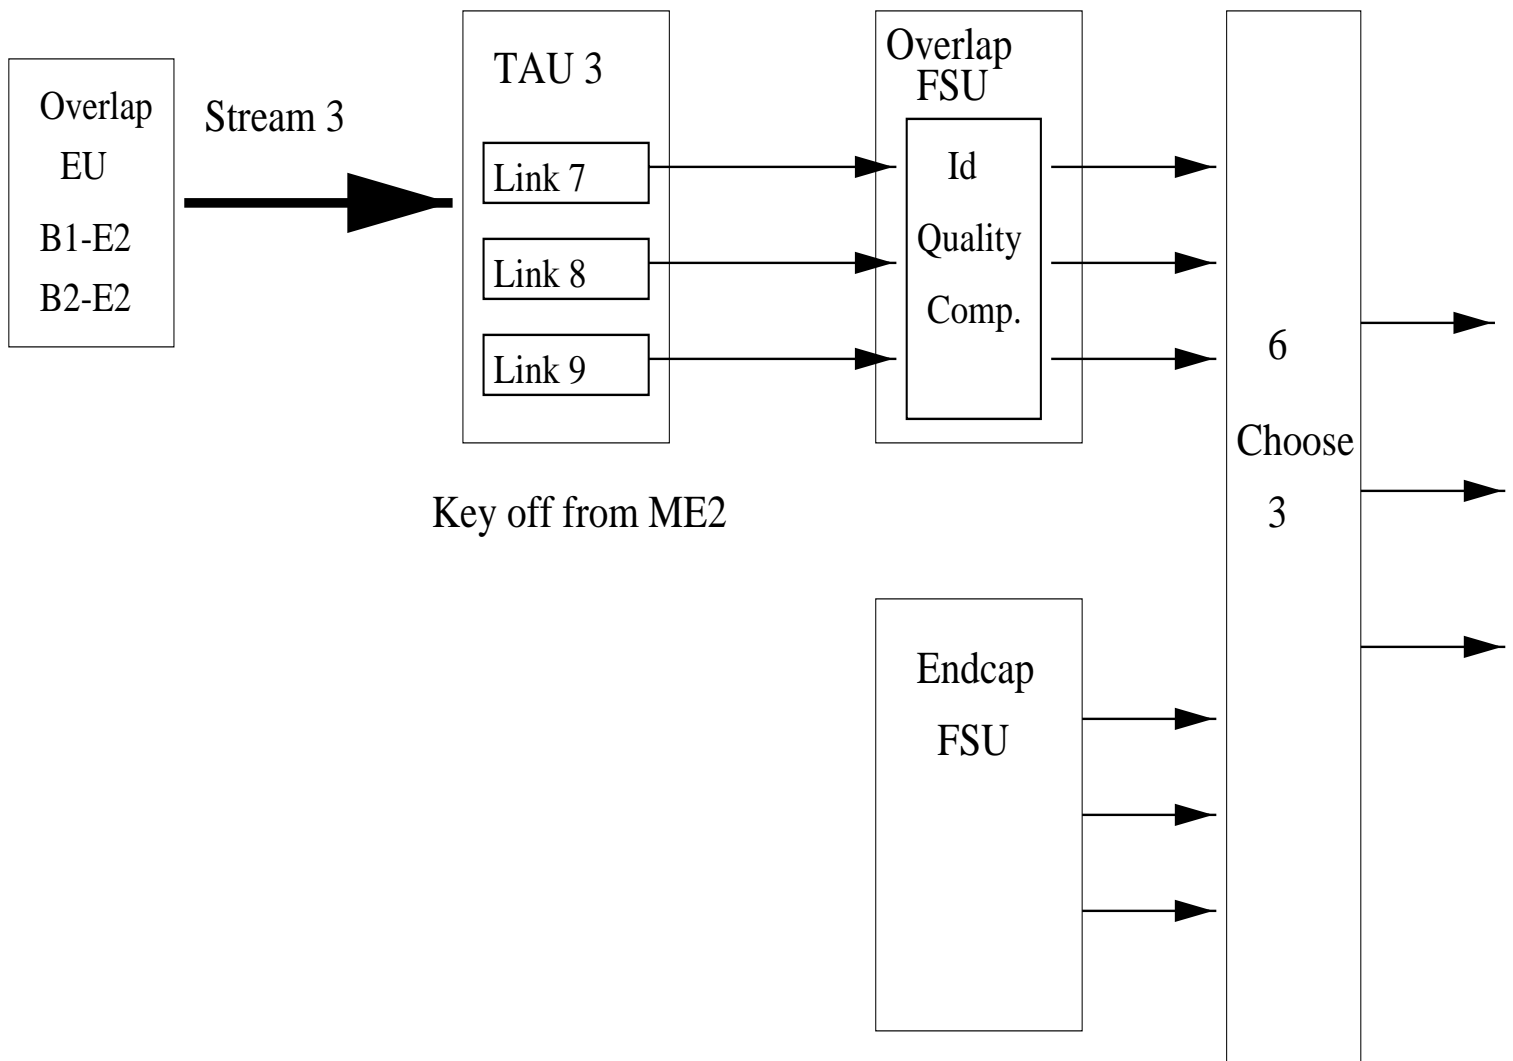 Overlap
EU
B1-E2
B2-E2
Stream 3
TAU 3
Link 7
Link 8
Link 9
Key off from ME2
Overlap
FSU
Id
Quality
Comp.
Endcap
FSU
6
Choose
3